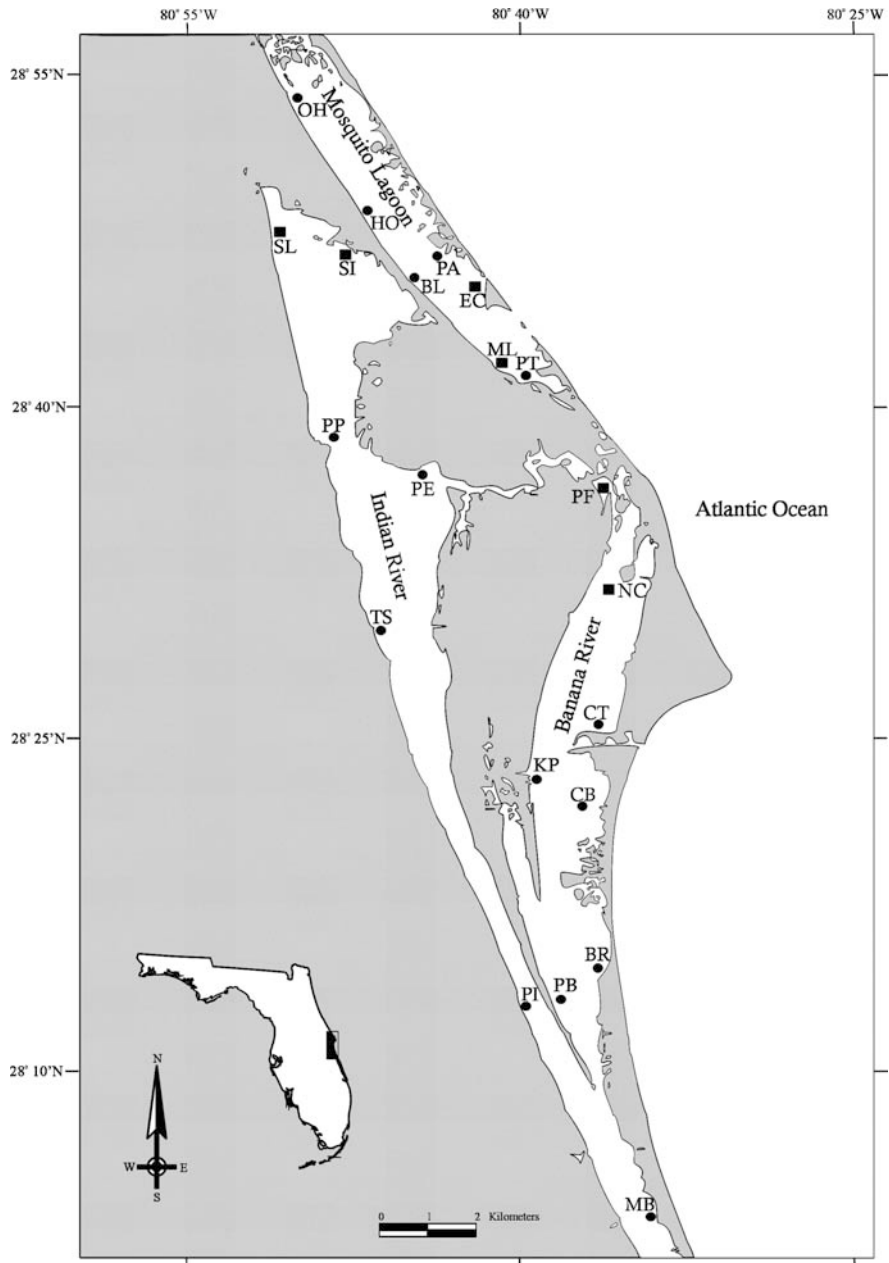 80° 55'W 80° 40'W 80° 25'W
28° 55'N
OH
Mosquito Lagoon
HO
SL
SI
PA
BL
EC
ML PT
28° 40'N
PP
PE
PF
Atlantic Ocean
Indian River
NC
TS
Banana River
CT
28° 25'N
KP
CB
BR
PB
PI
28° 10'N
N
W E
S
MB
0 1 2 Kilometers